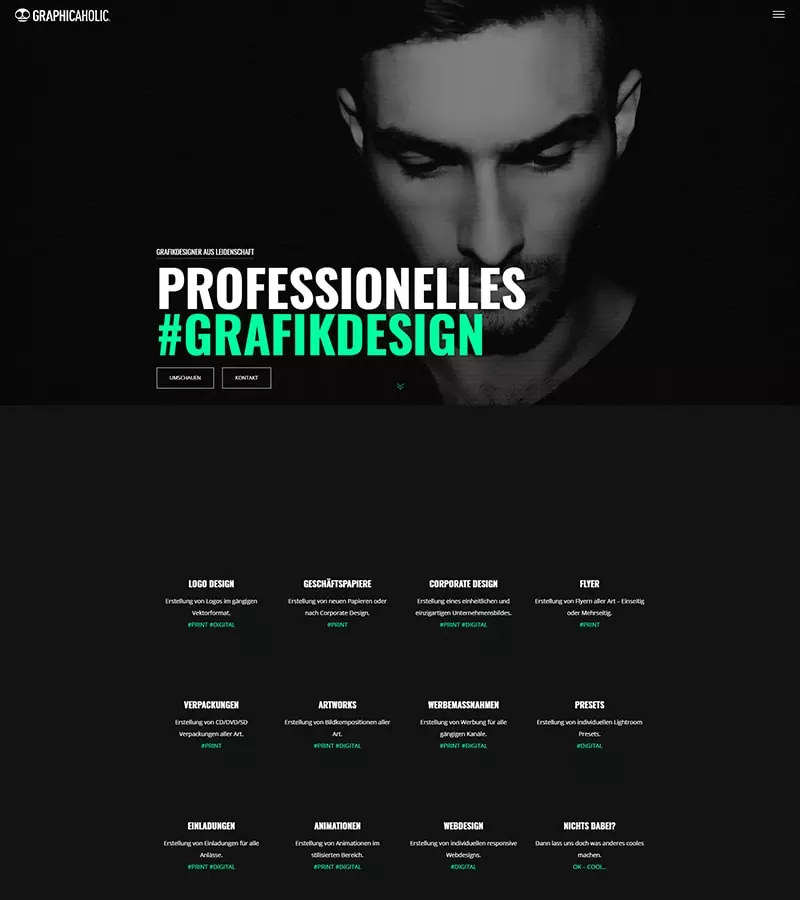 GRAPHICAHOLIC.
GRAFIKDESIGNER AUS LEIDENSCHAFT
PROFESSIONELLES
#GRAFIKDESIGN
UMSCHAUEN KONTAKT
LOGO DESIGN
Erstellung von Logos im gängigen
Vektorformat.
#PRINT #DIGITAL
GESCHÄFTSPAPIERE
Erstellung von neuen Papieren oder
nach Corporate Design.
#PRINT
CORPORATE DESIGN
Erstellung eines einheitlichen und
einzigartigen Unternehmensbildes.
#PRINT #DIGITAL
FLYER
Erstellung von Flyern aller Art – Einseitig
oder Mehrseitig.
#PRINT
VERPACKUNGEN
Erstellung von CD/DVD/SD
Verpackungen aller Art.
#PRINT
ARTWORKS
Erstellung von Bildkompositionen aller
Art.
#PRINT #DIGITAL
WERBEMASSNAHMEN
Erstellung von Werbung für alle
gängigen Kanäle.
#PRINT #DIGITAL
PRESETS
Erstellung von individuellen Lightroom
Presets.
#DIGITAL
EINLADUNGEN
Erstellung von Einladungen für alle
Anlässe.
#PRINT #DIGITAL
ANIMATIONEN
Erstellung von Animationen im
stilisierten Bereich.
#PRINT #DIGITAL
WEBDESIGN
Erstellung von individuellen responsive
Webdesigns.
#DIGITAL
NICHTS DABEI?
Dann lass uns doch was anderes cooles
machen.
OK – COOL...